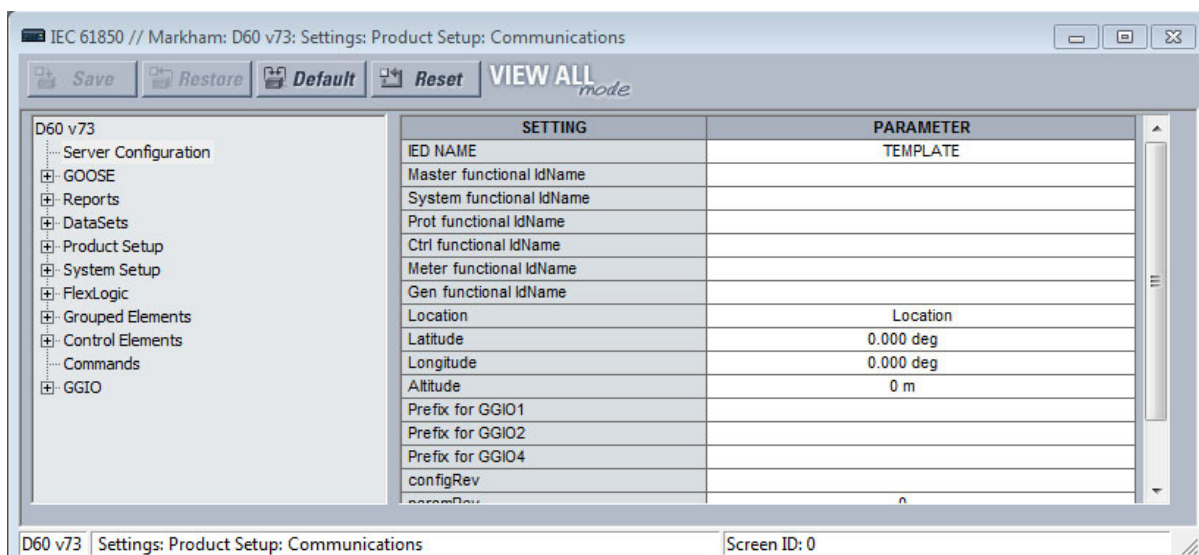 IEC 61850 // Markham: D60 v73: Settings: Product Setup: Communications
Save Restore Default Reset VIEW ALL mode
D60 v73
Server Configuration
GOOSE
Reports
DataSets
Product Setup
System Setup
FlexLogic
Grouped Elements
Control Elements
Commands
GGIO
SETTING PARAMETER
IED NAME TEMPLATE
Master functional ldName
System functional ldName
Prot functional ldName
Ctrl functional ldName
Meter functional ldName
Gen functional ldName
Location Location
Latitude 0.000 deg
Longitude 0.000 deg
Altitude 0 m
Prefix for GGIO1
Prefix for GGIO2
Prefix for GGIO4
configRev
paramRev 0
D60 v73 Settings: Product Setup: Communications Screen ID: 0